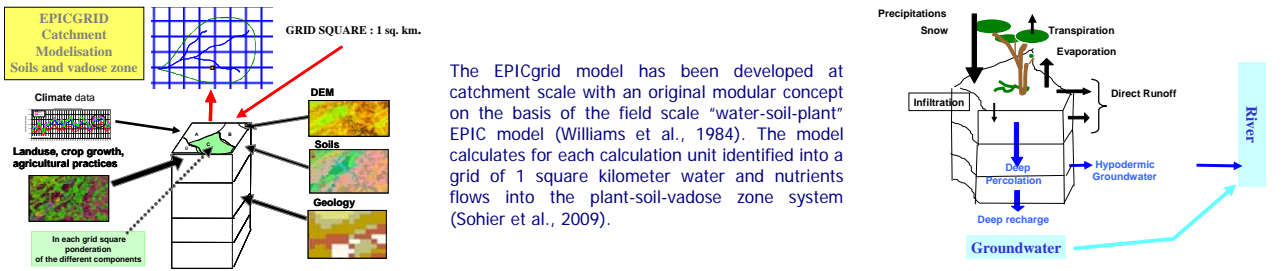 EPICGRID
Catchment
Modelisation
Soils and vadose zone
GRID SQUARE : 1 sq. km.
Climate data
DEM
Landuse, crop growth,
agricultural practices
Soils
Geology
A
B
C
In each grid square
ponderation
of the different components
The EPICgrid model has been developed at
catchment scale with an original modular concept
on the basis of the field scale “water-soil-plant”
EPIC model (Williams et al., 1984). The model
calculates for each calculation unit identified into a
grid of 1 square kilometer water and nutrients
flows into the plant-soil-vadose zone system
(Sohier et al., 2009).
Precipitations
Snow
Transpiration
Evaporation
Infiltration
Direct Runoff
Deep
Percolation
Hypodermic
Groundwater
Deep recharge
Groundwater
River